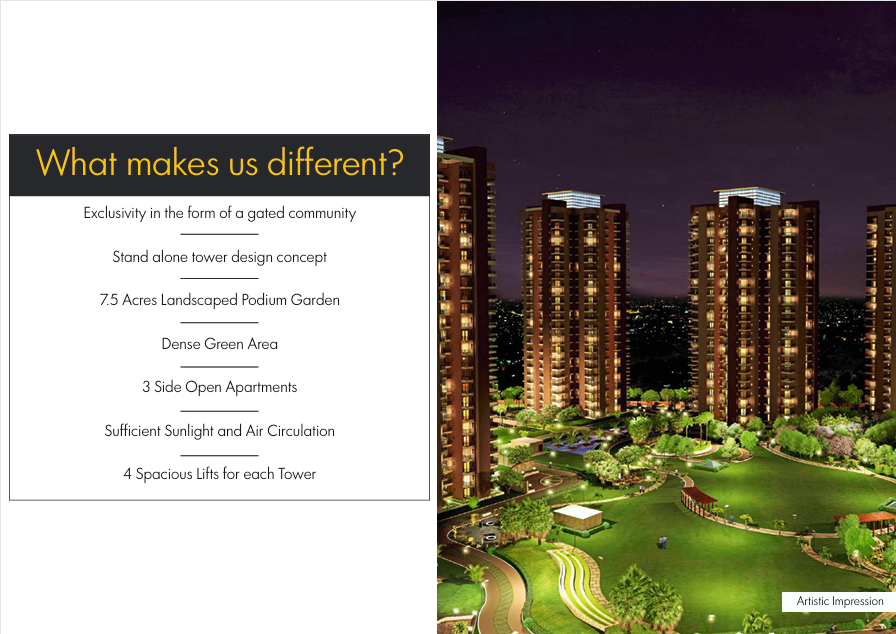 What makes us different?
Exclusivity in the form of a gated community
Stand alone tower design concept
7.5 Acres Landscaped Podium Garden
Dense Green Area
3 Side Open Apartments
Sufficient Sunlight and Air Circulation
4 Spacious Lifts for each Tower
Artistic Impression